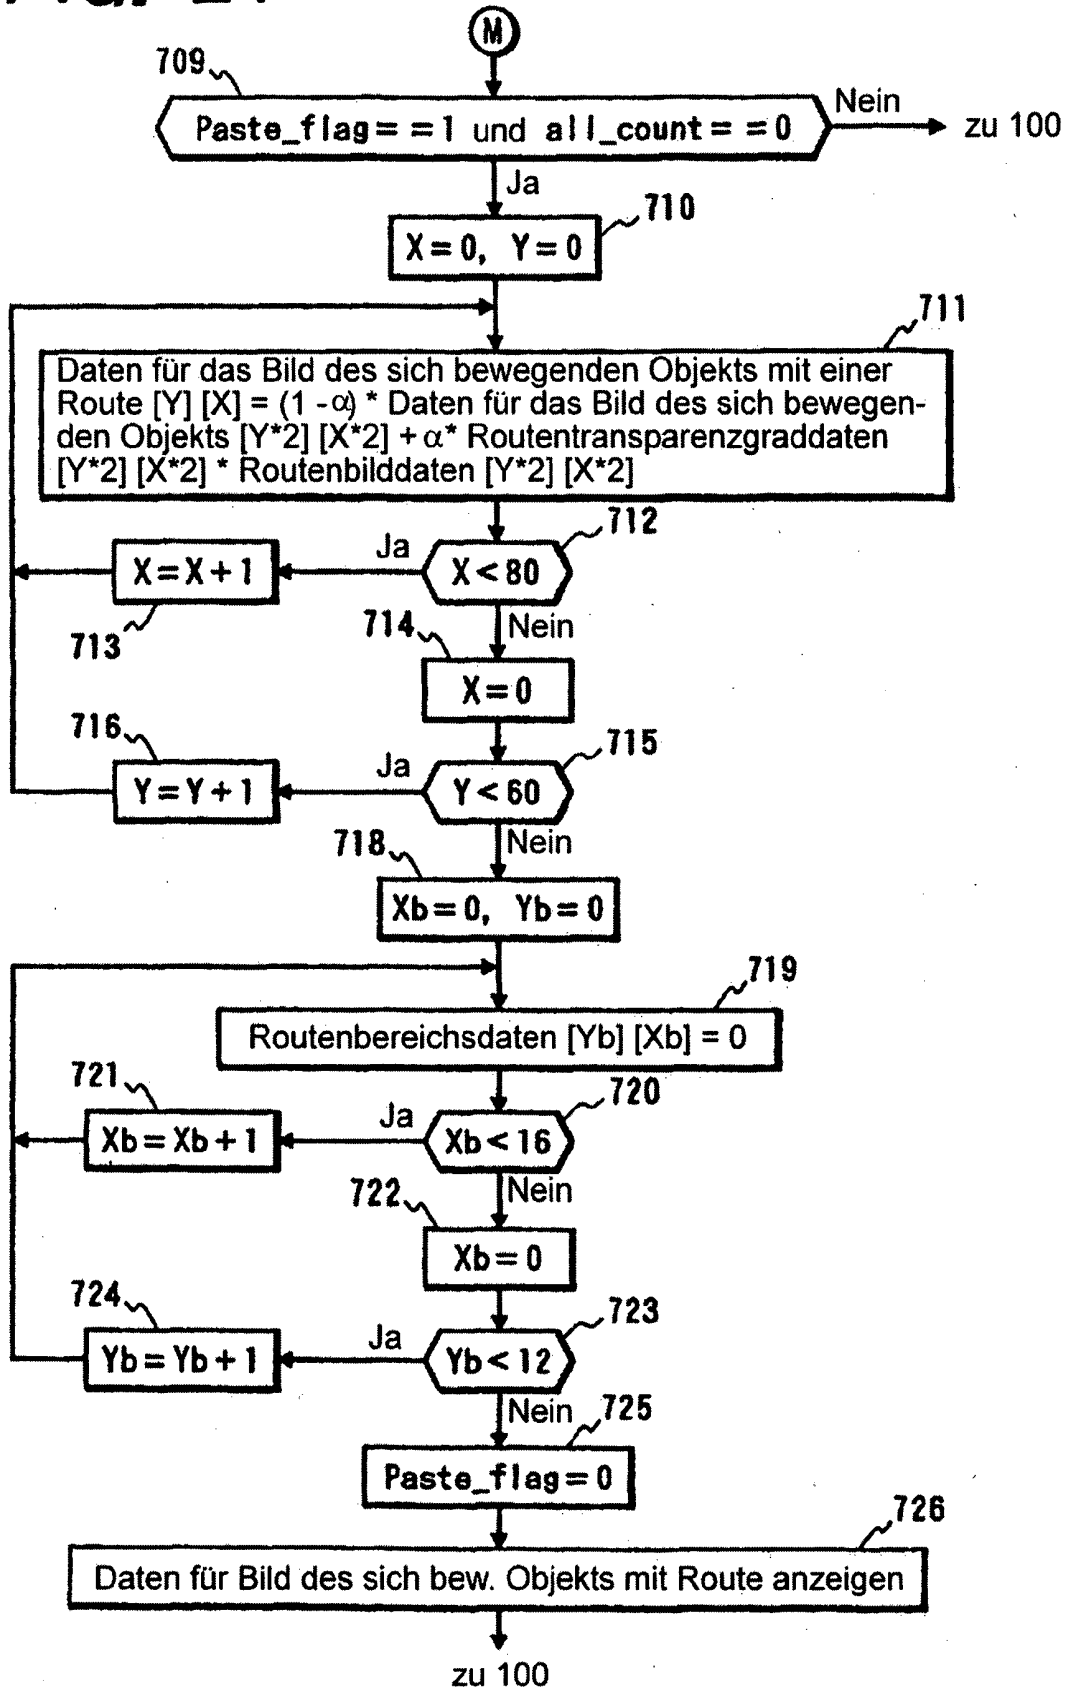 M
709
Paste_flag==1 und all_count==0
Nein
zu 100
Ja
710
X=0, Y=0
711
Daten für das Bild des sich bewegenden Objekts mit einer
Route [Y] [X] = (1 -α) * Daten für das Bild des sich bewegen-
den Objekts [Y*2] [X*2] +α* Routentransparenzgraddaten
[Y*2] [X*2] * Routenbilddaten [Y*2] [X*2]
712
Ja
X<80
X=X+1
713
Nein
714
X=0
716
715
Ja
Y<60
Y=Y+1
Nein
718
Xb=0, Yb=0
719
Routenbereichsdaten [Yb] [Xb] = 0
721
720
Ja
Xb<16
Xb=Xb+1
Nein
722
Xb=0
724
723
Ja
Yb<12
Yb=Yb+1
Nein
725
Paste_flag=0
726
Daten für Bild des sich bew. Objekts mit Route anzeigen
zu 100